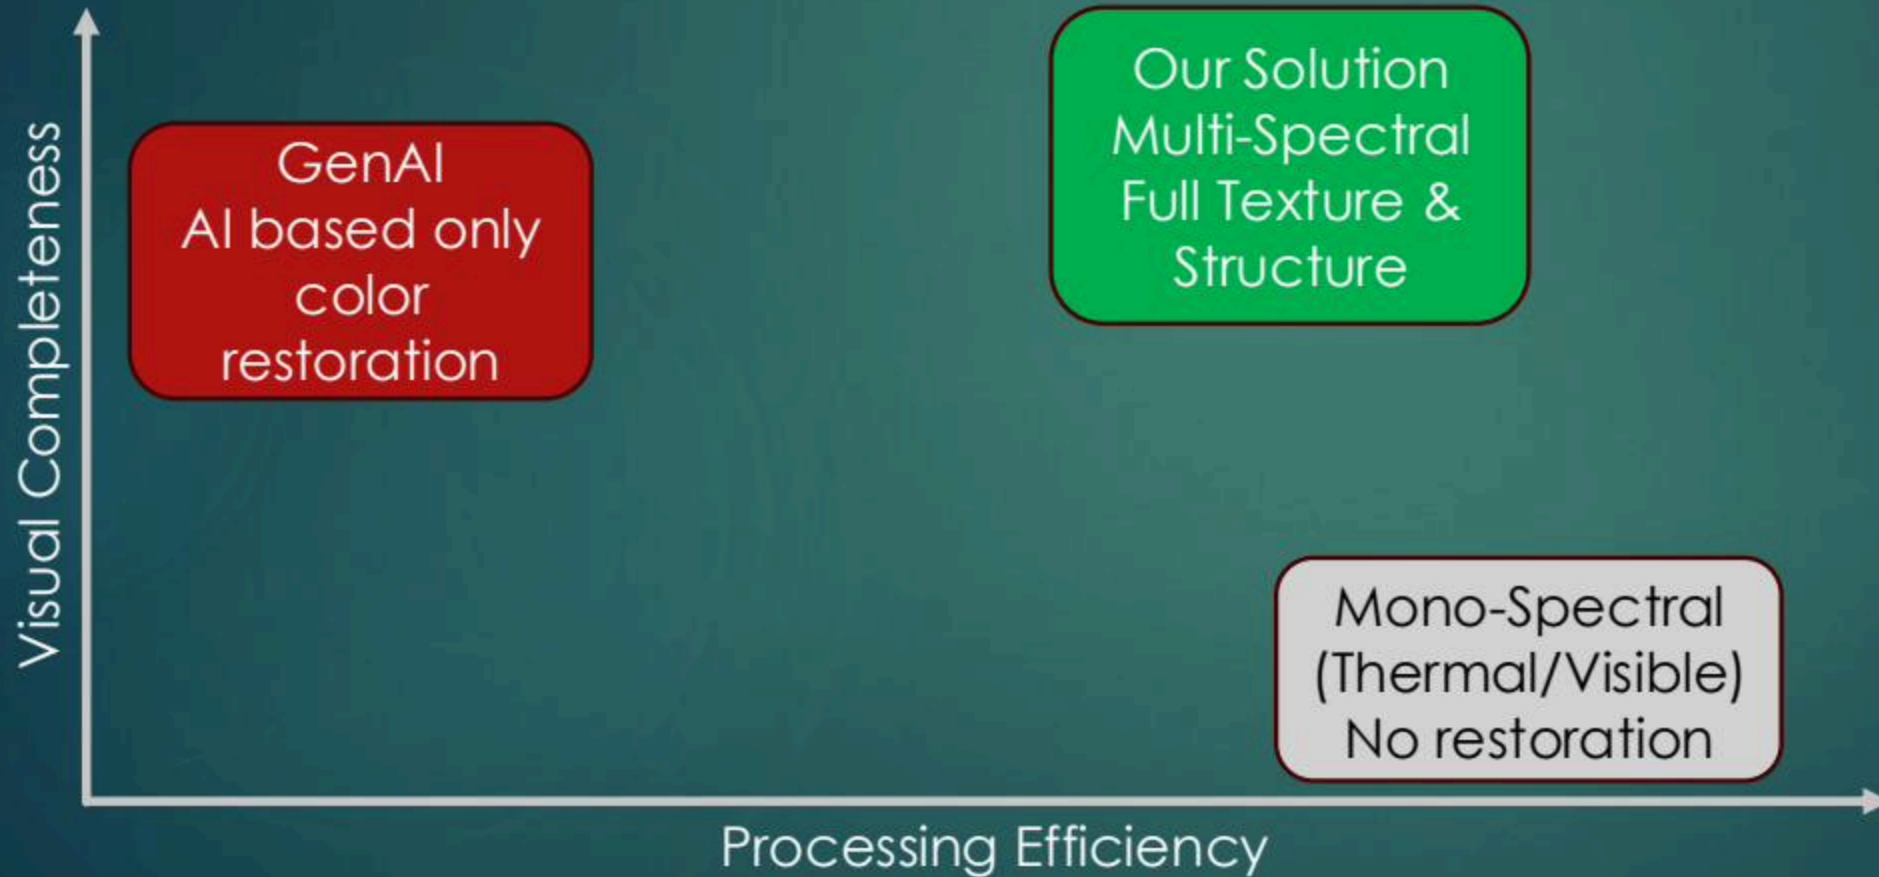 Visual Completeness
GenAI
AI based only
color
restoration
Our Solution
Multi-Spectral
Full Texture &
Structure
Mono-Spectral
(Thermal/Visible)
No restoration
Processing Efficiency